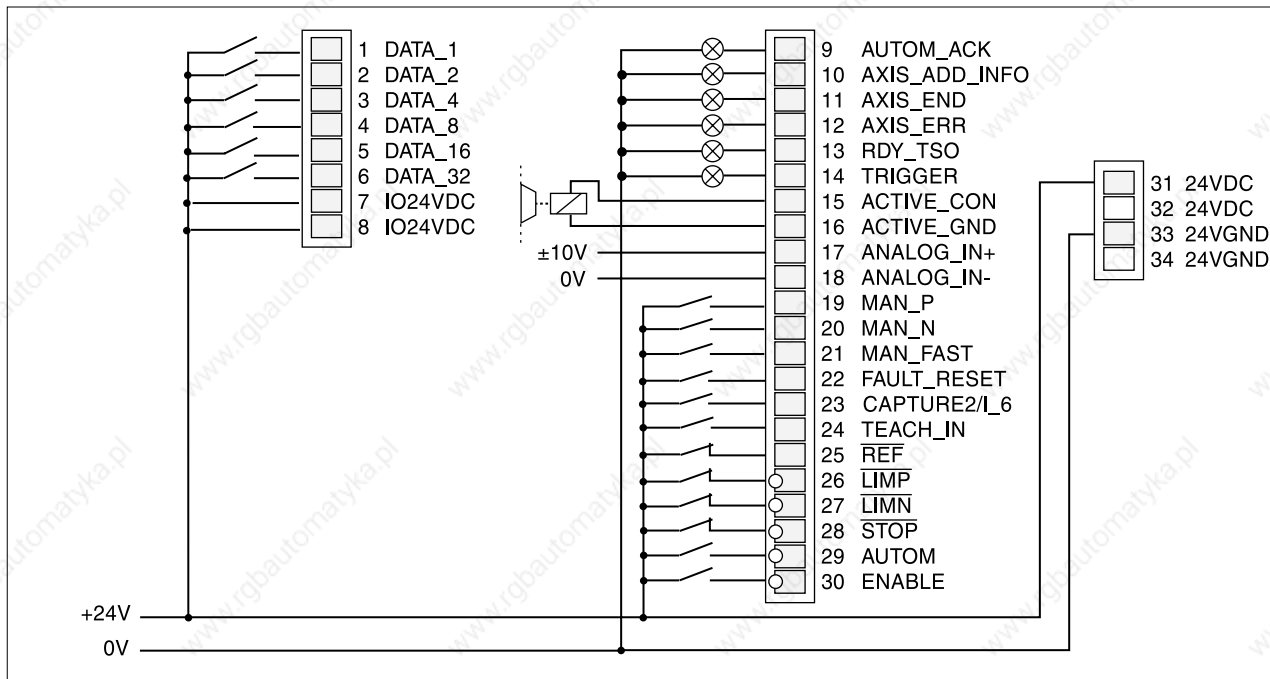 1 DATA_1
2 DATA_2
3 DATA_4
4 DATA_8
5 DATA_16
6 DATA_32
7 IO24VDC
8 IO24VDC
9 AUTOM_ACK
10 AXIS_ADD_INFO
11 AXIS_END
12 AXIS_ERR
13 RDY_TSO
14 TRIGGER
15 ACTIVE_CON
16 ACTIVE_GND
±10V 17 ANALOG_IN+
0V 18 ANALOG_IN-
19 MAN_P
20 MAN_N
21 MAN_FAST
22 FAULT_RESET
23 CAPTURE2/I_6
24 TEACH_IN
25 REF
26 LIMP
27 LIMN
28 STOP
29 AUTOM
30 ENABLE
31 24VDC
32 24VDC
33 24VGND
34 24VGND
+24V
0V
www.rgbautomatyka.pl